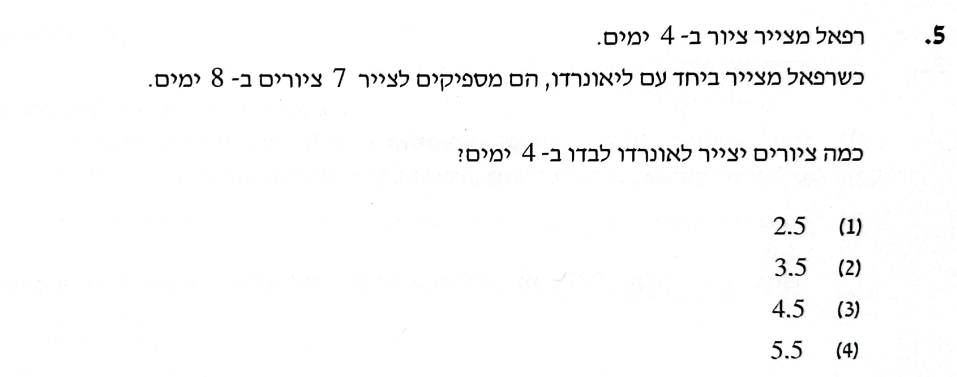 5. רפאל מצייר ציור ב- 4 ימים.
כשרפאל מצייר ביחד עם ליאונרדו, הם מספיקים לצייר 7 ציורים ב- 8 ימים.
כמה ציורים יצייר לאונרדו לבדו ב- 4 ימים?
(1) 2.5
(2) 3.5
(3) 4.5
(4) 5.5